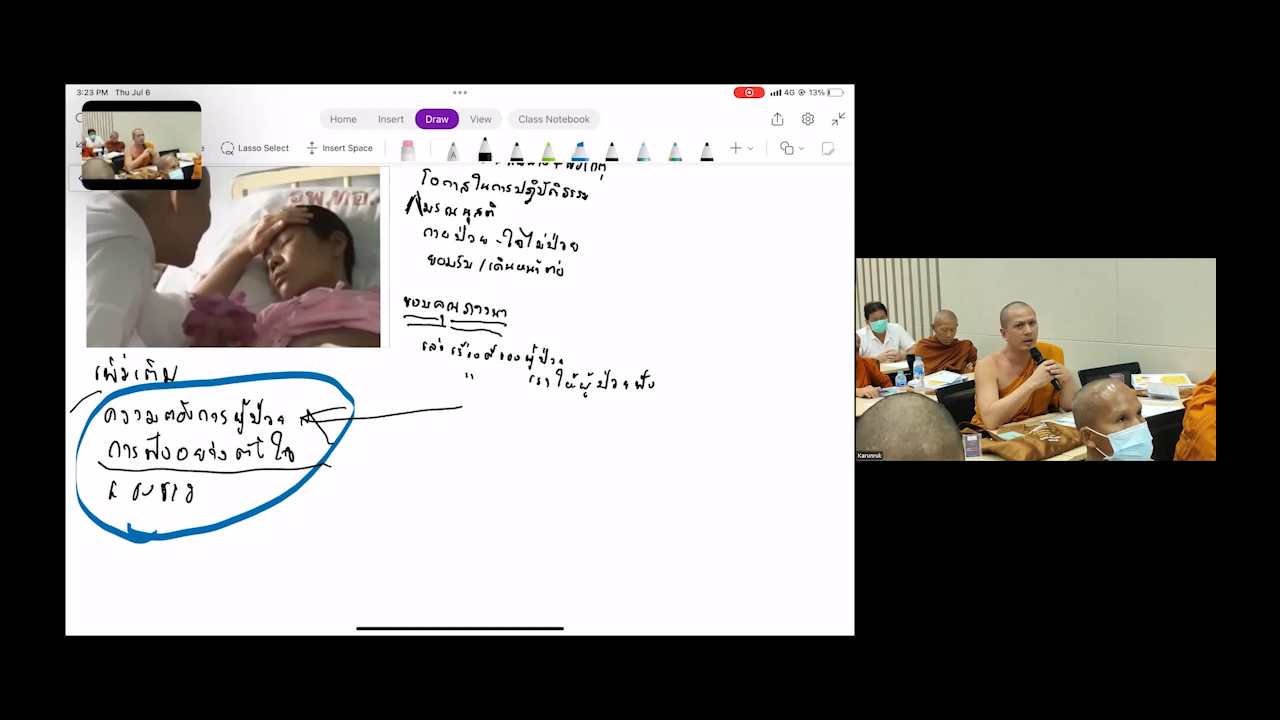 3:23 PM Thu Jul 6
4G 13%
Home Insert Draw View Class Notebook
Lasso Select Insert Space
โอกาสในการปฏิบัติธรรม
มรณานุสติ
กายป่วย - ใจไม่ป่วย
ยอมรับ / เดินหน้าต่อ
ขอบคุณภาวนา
เล่าเรื่องดีของผู้ป่วย
" เราให้ผู้ป่วยฟัง
เพิ่มเติม
ความต้องการผู้ป่วย
การฟังอย่างตั้งใจ
Karunruk